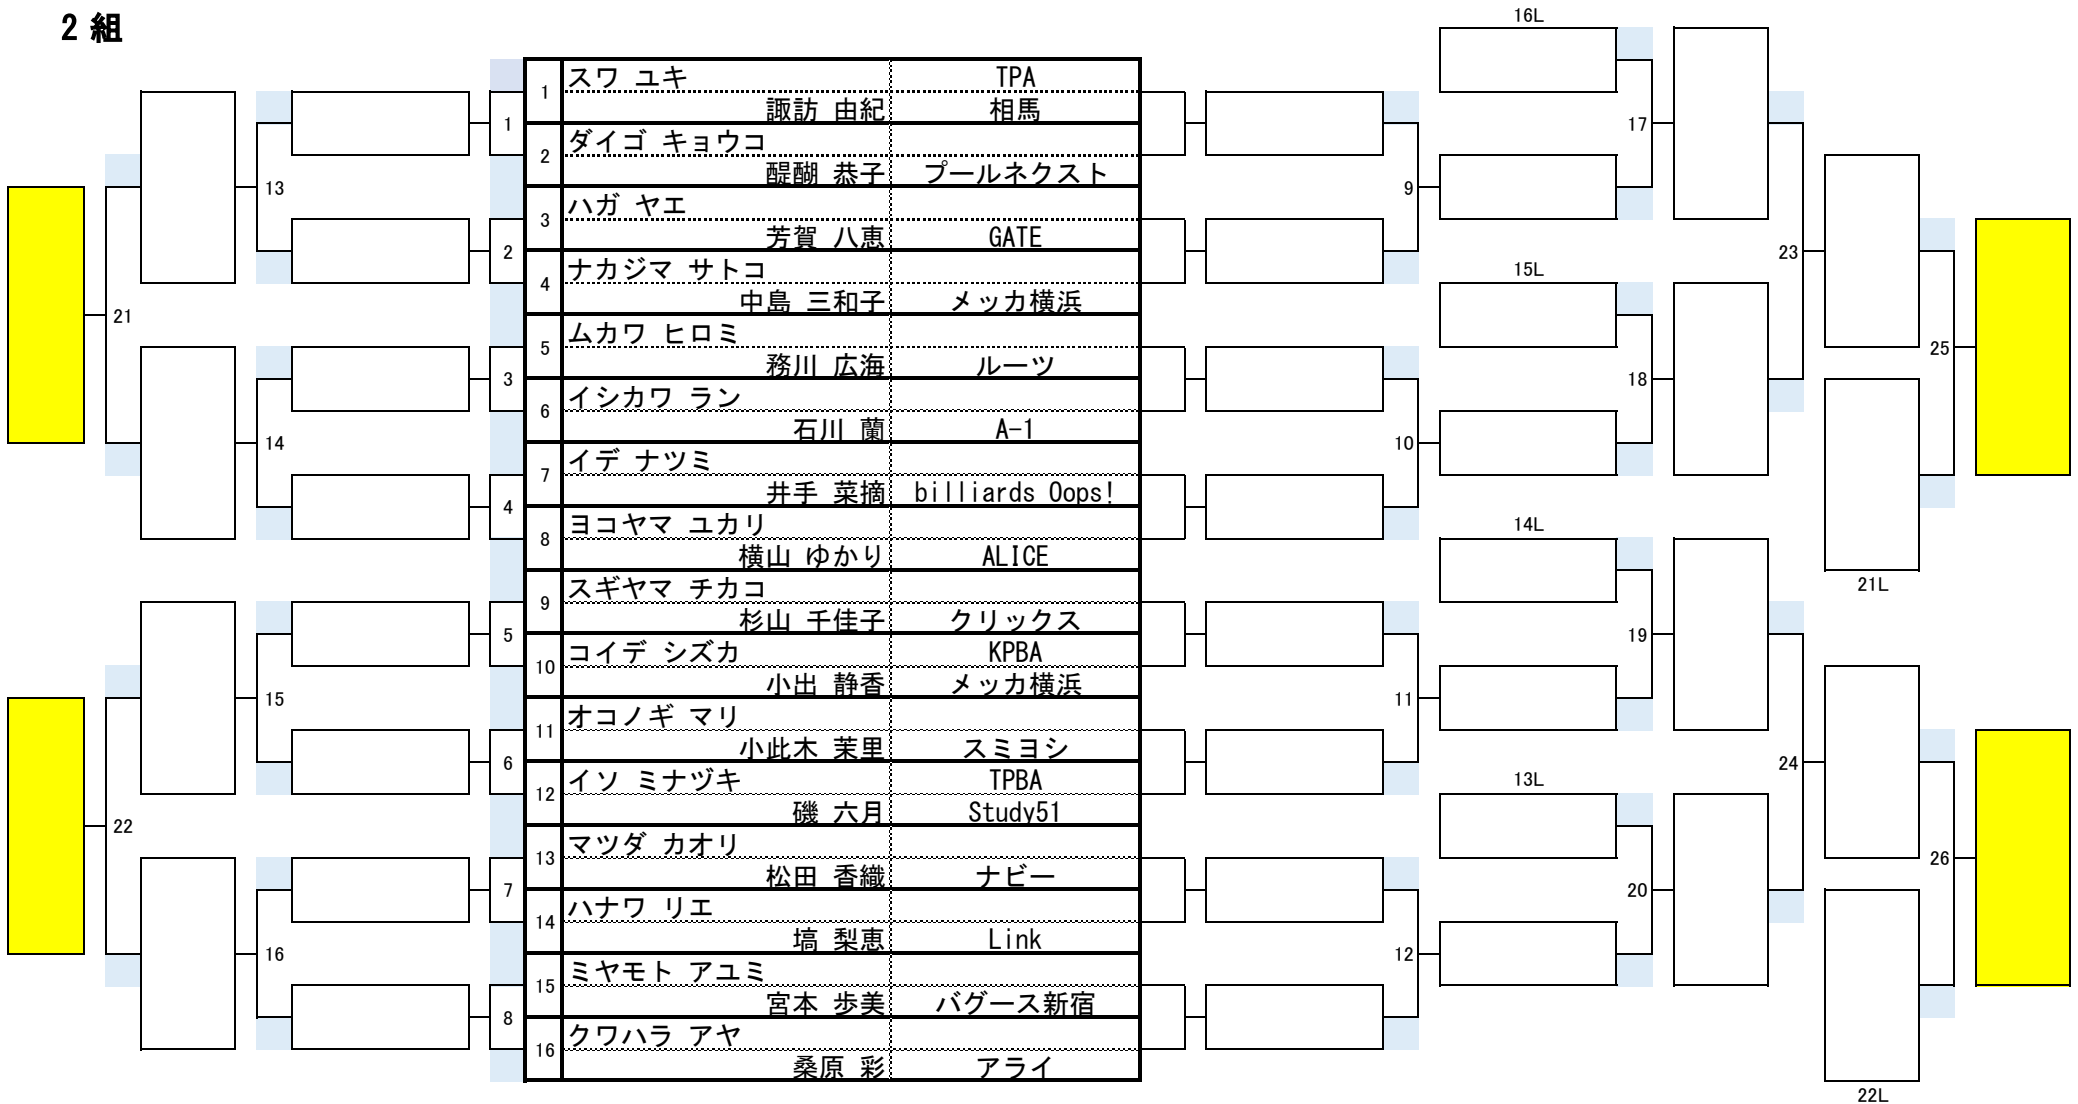 2 組
16L
1 スワ ユキ TPA
諏訪 由紀 相馬
1
17
2 ダイゴ キョウコ
醍醐 恭子 プールネクスト
13
9
3 ハガ ヤエ
芳賀 八恵 GATE
2
23
4 ナカジマ サトコ
15L
中島 三和子 メッカ横浜
21
5 ムカワ ヒロミ
25
務川 広海 ルーツ
3
18
6 イシカワ ラン
石川 蘭 A-1
14
10
7 イデ ナツミ
井手 菜摘 billiards Oops!
4
8 ヨコヤマ ユカリ
14L
横山 ゆかり ALICE
21L
9 スギヤマ チカコ
杉山 千佳子 クリックス
5
19
10 コイデ シズカ KPBA
小出 静香 メッカ横浜
15
11
11 オコノギ マリ
小此木 茉里 スミヨシ
6
24
12 イソ ミナヅキ TPBA
13L
磯 六月 Study51
22
13 マツダ カオリ
26
松田 香織 ナビー
7
20
14 ハナワ リエ
塙 梨恵 Link
16
12
15 ミヤモト アユミ
宮本 歩美 バグース新宿
8
16 クワハラ アヤ
桑原 彩 アライ
22L